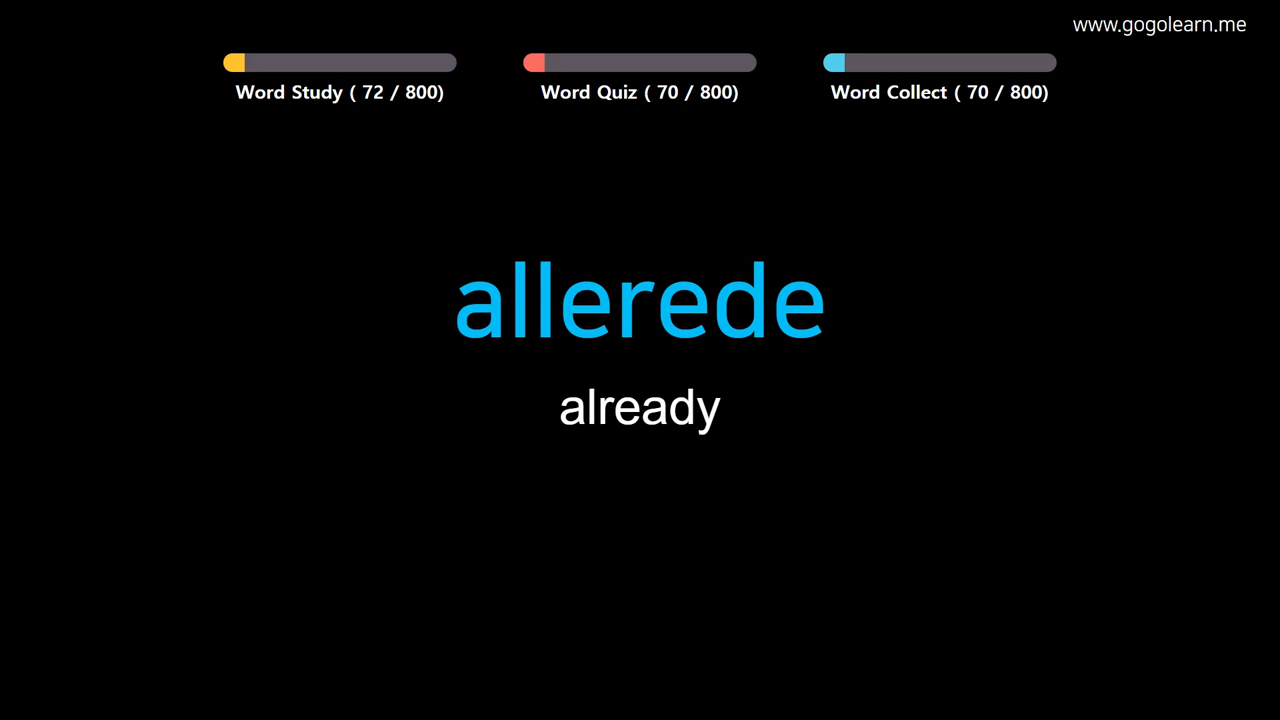 www.gogolearn.me
Word Study ( 72 / 800)
Word Quiz ( 70 / 800)
Word Collect ( 70 / 800)
allerede
already